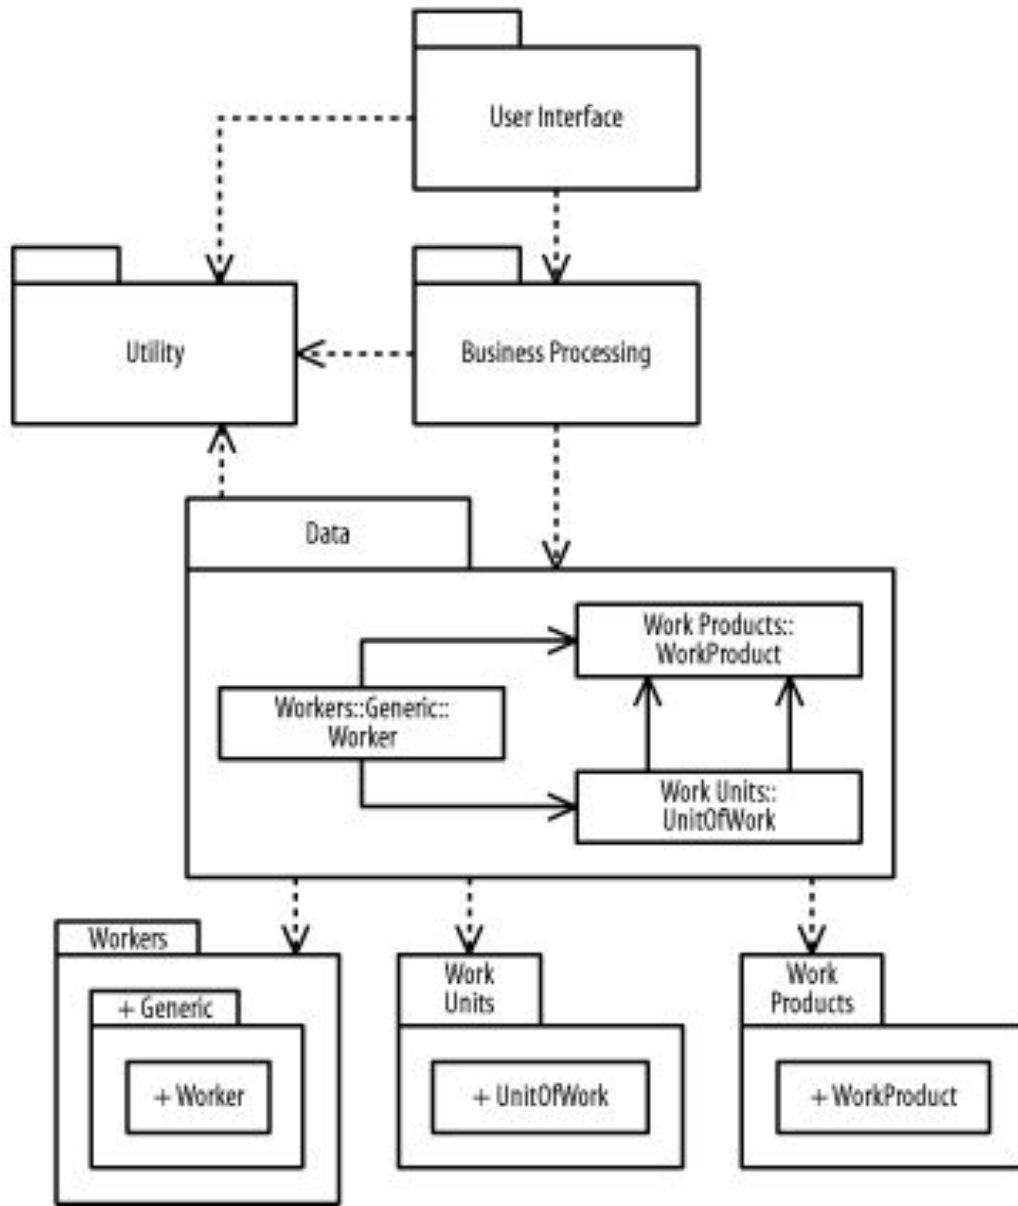 User Interface
Utility
Business Processing
Data
Work Products::
WorkProduct
Workers::Generic::
Worker
Work Units::
UnitOfWork
Workers
+ Generic
+ Worker
Work
Units
+ UnitOfWork
Work
Products
+ WorkProduct